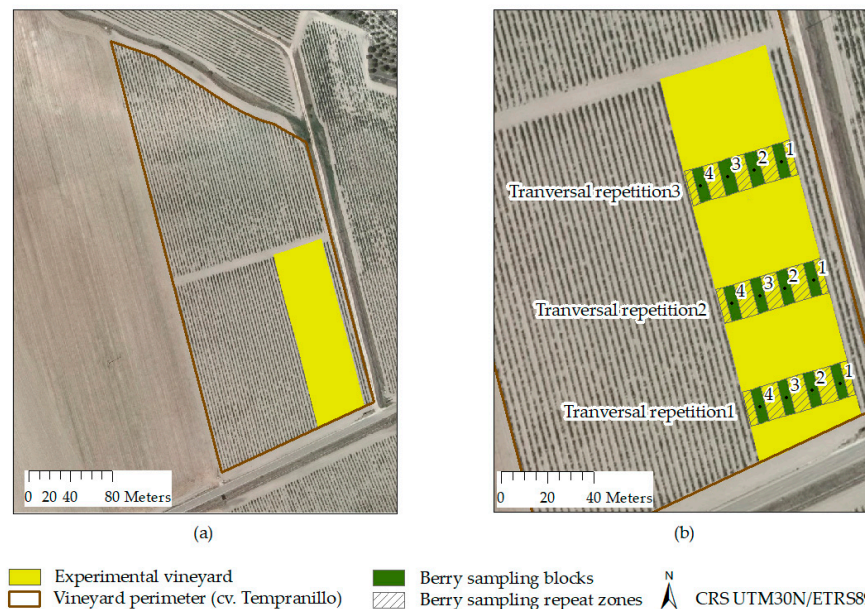 4 3 2 1
Tranversal repetition3
4 3 2 1
Tranversal repetition2
4 3 2 1
Tranversal repetition1
0 20 40 80 Meters
0 20 40 Meters
(a)
(b)
Experimental vineyard
Vineyard perimeter (cv. Tempranillo)
Berry sampling blocks
Berry sampling repeat zones
N
CRS UTM30N/ETRS8